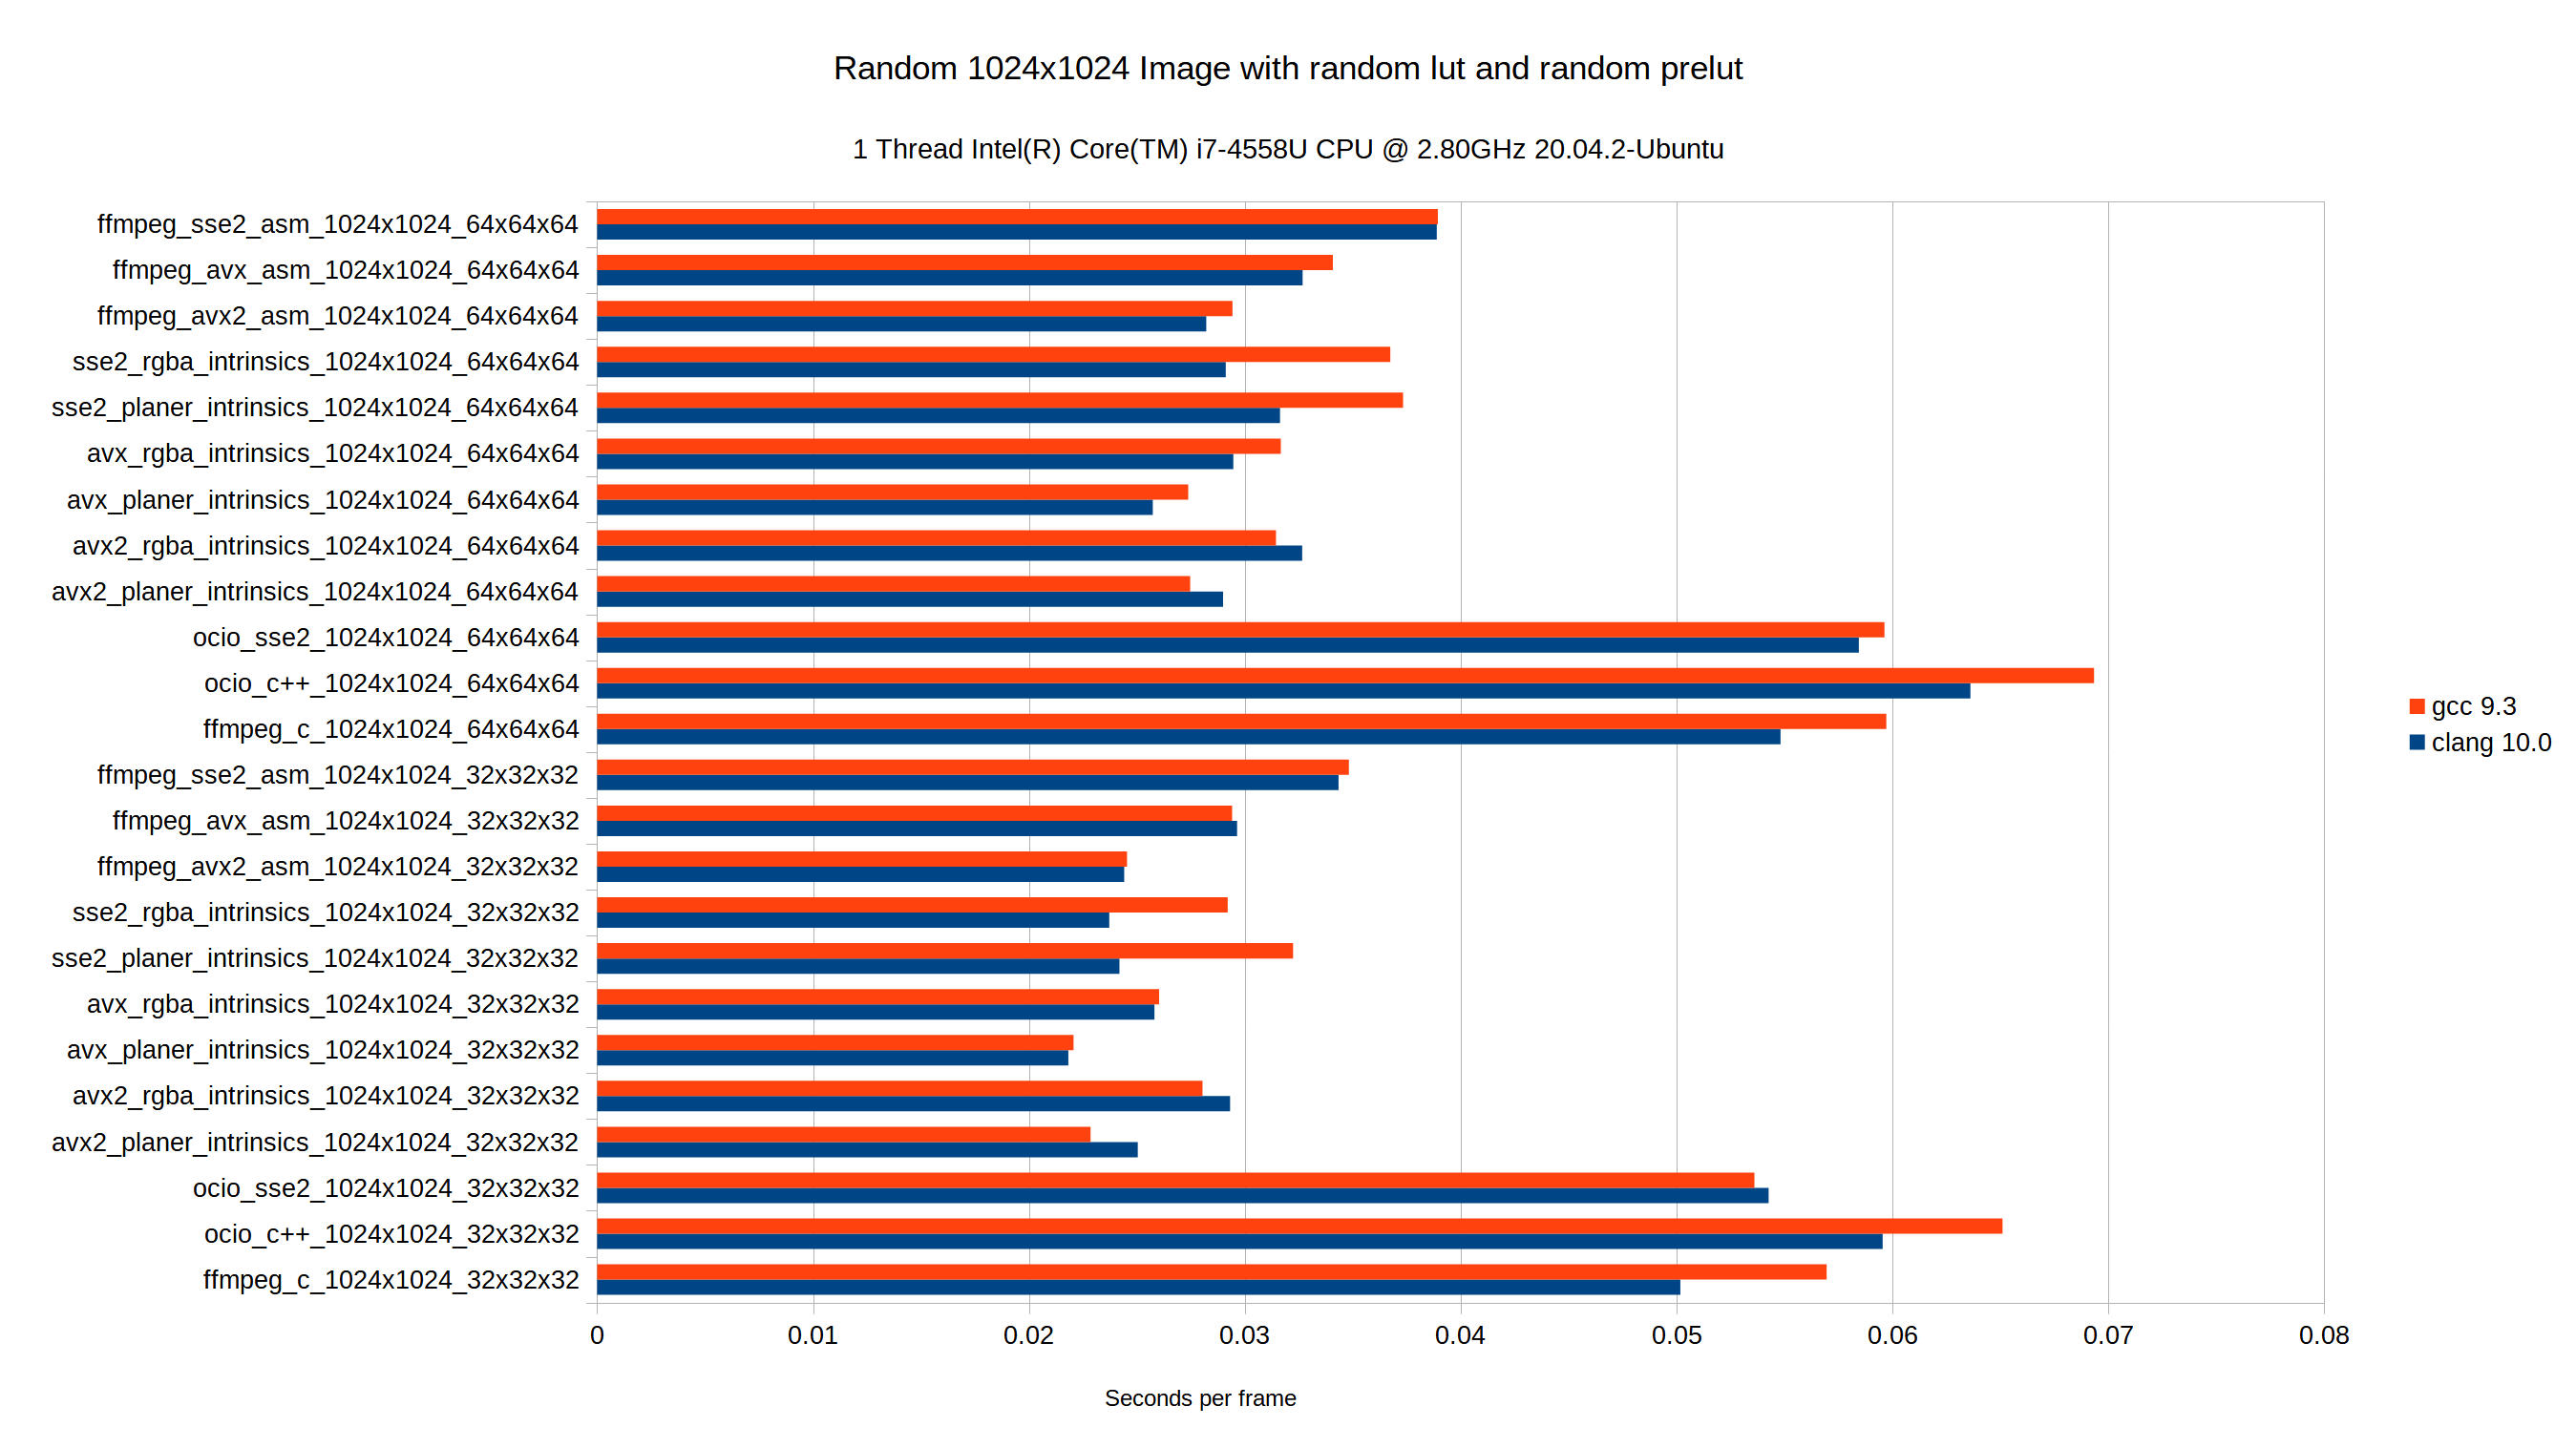 Random 1024x1024 Image with random lut and random prelut
1 Thread Intel(R) Core(TM) i7-4558U CPU @ 2.80GHz 20.04.2-Ubuntu
ffmpeg_sse2_asm_1024x1024_64x64x64
ffmpeg_avx_asm_1024x1024_64x64x64
ffmpeg_avx2_asm_1024x1024_64x64x64
sse2_rgba_intrinsics_1024x1024_64x64x64
sse2_planer_intrinsics_1024x1024_64x64x64
avx_rgba_intrinsics_1024x1024_64x64x64
avx_planer_intrinsics_1024x1024_64x64x64
avx2_rgba_intrinsics_1024x1024_64x64x64
avx2_planer_intrinsics_1024x1024_64x64x64
ocio_sse2_1024x1024_64x64x64
ocio_c++_1024x1024_64x64x64
ffmpeg_c_1024x1024_64x64x64
ffmpeg_sse2_asm_1024x1024_32x32x32
ffmpeg_avx_asm_1024x1024_32x32x32
ffmpeg_avx2_asm_1024x1024_32x32x32
sse2_rgba_intrinsics_1024x1024_32x32x32
sse2_planer_intrinsics_1024x1024_32x32x32
avx_rgba_intrinsics_1024x1024_32x32x32
avx_planer_intrinsics_1024x1024_32x32x32
avx2_rgba_intrinsics_1024x1024_32x32x32
avx2_planer_intrinsics_1024x1024_32x32x32
ocio_sse2_1024x1024_32x32x32
ocio_c++_1024x1024_32x32x32
ffmpeg_c_1024x1024_32x32x32
0 0.01 0.02 0.03 0.04 0.05 0.06 0.07 0.08
Seconds per frame
gcc 9.3
clang 10.0